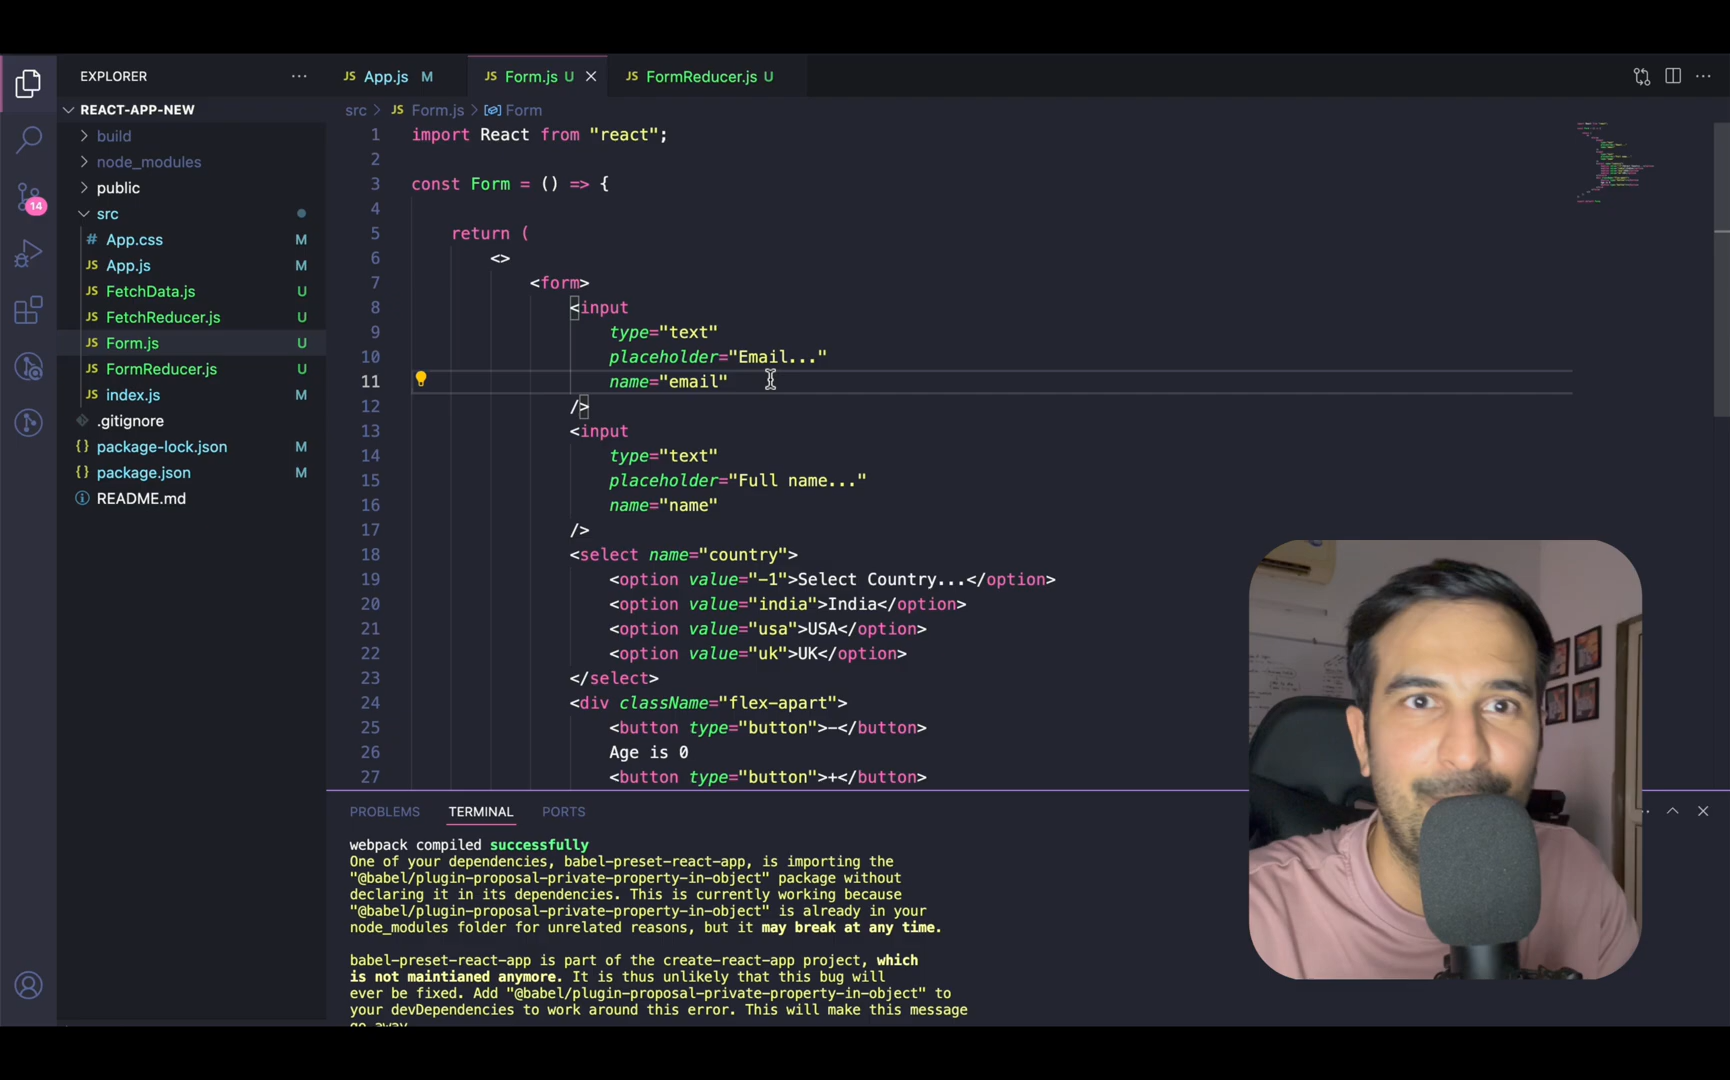 EXPLORER
REACT-APP-NEW
build
node_modules
public
src
App.css M
App.js M
FetchData.js U
FetchReducer.js U
Form.js U
FormReducer.js U
index.js M
.gitignore
package-lock.json M
package.json M
README.md
14
App.js M
Form.js U
FormReducer.js U
src > JS Form.js > Form
1 import React from "react";
2
3 const Form = () => {
4
5 return (
6 <>
7 <form>
8 <input
9 type="text"
10 placeholder="Email..."
11 name="email"
12 />
13 <input
14 type="text"
15 placeholder="Full name..."
16 name="name"
17 />
18 <select name="country">
19 <option value="-1">Select Country...</option>
20 <option value="india">India</option>
21 <option value="usa">USA</option>
22 <option value="uk">UK</option>
23 </select>
24 <div className="flex-apart">
25 <button type="button">-</button>
26 Age is 0
27 <button type="button">+</button>
PROBLEMS TERMINAL PORTS
webpack compiled successfully
One of your dependencies, babel-preset-react-app, is importing the
"@babel/plugin-proposal-private-property-in-object" package without
declaring it in its dependencies. This is currently working because
"@babel/plugin-proposal-private-property-in-object" is already in your
node_modules folder for unrelated reasons, but it may break at any time.
babel-preset-react-app is part of the create-react-app project, which
is not maintianed anymore. It is thus unlikely that this bug will
ever be fixed. Add "@babel/plugin-proposal-private-property-in-object" to
your devDependencies to work around this error. This will make this message
go away.